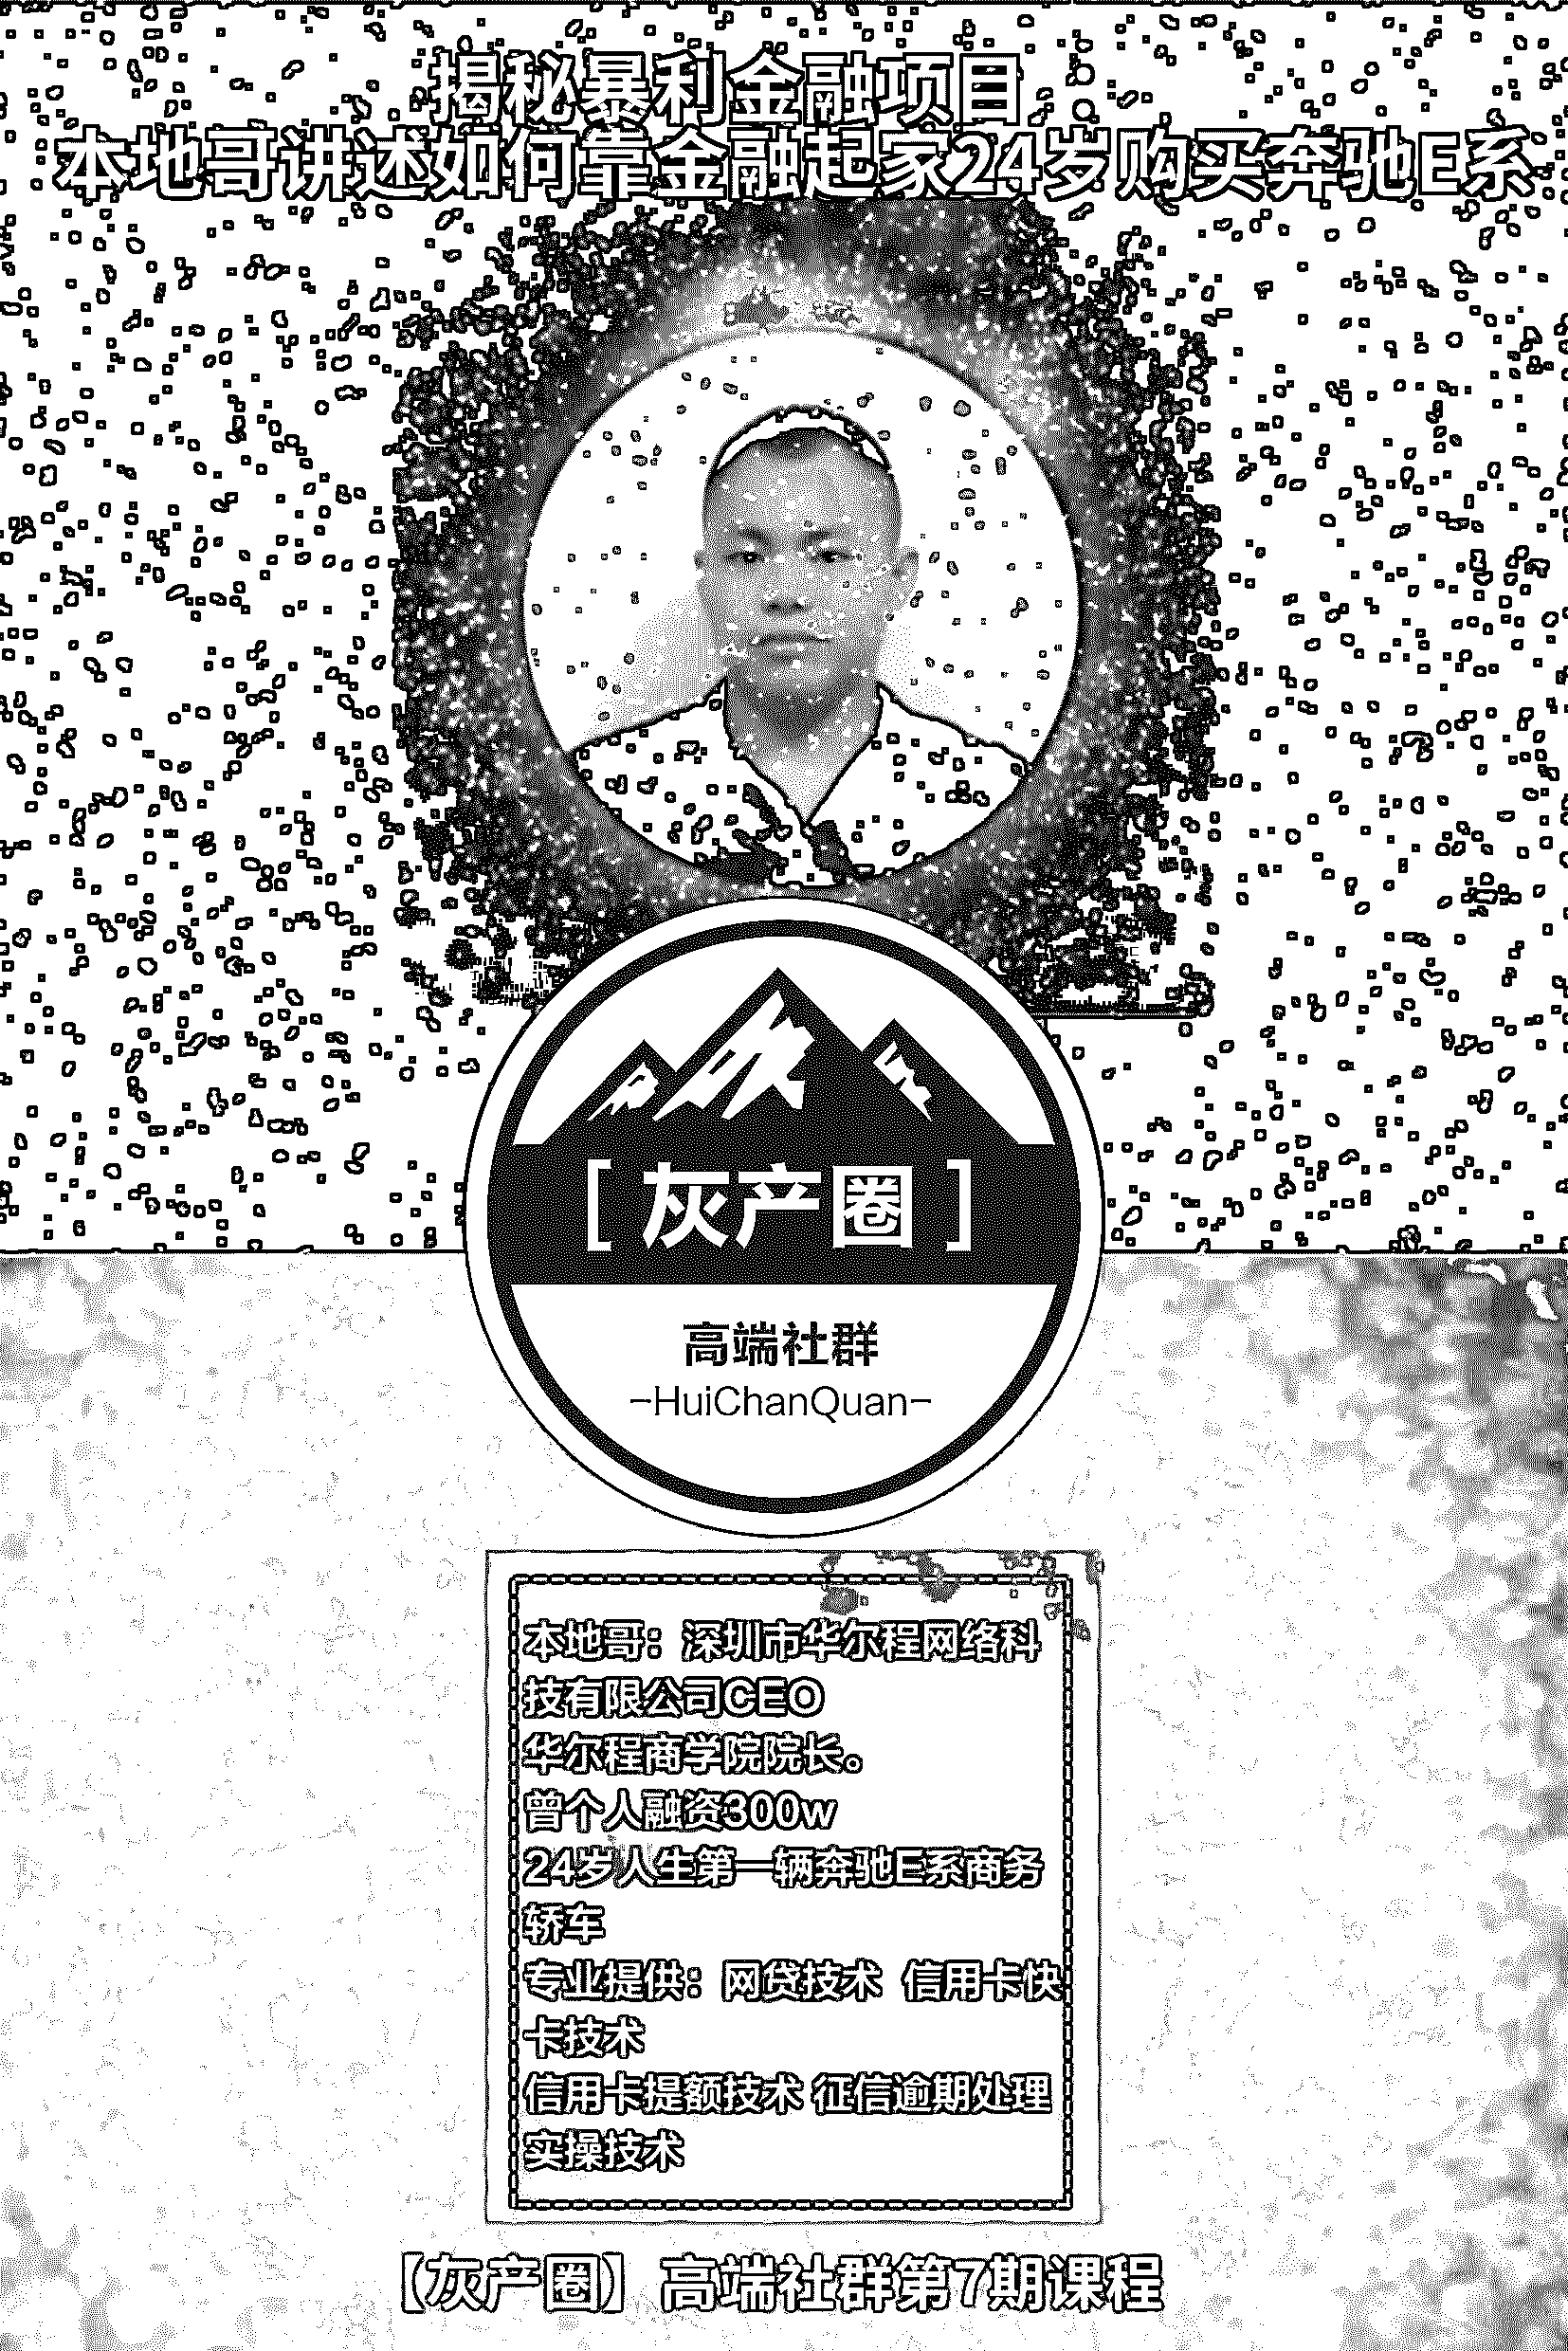 揭秘暴利金融项目
本地哥讲述如何靠金融起家24岁购买奔驰E系
[ 灰产圈 ]
高端社群
-HuiChanQuan-
本地哥：深圳市华尔程网络科
技有限公司CEO
华尔程商学院院长。
曾个人融资300w
24岁人生第一辆奔驰E系商务
轿车
专业提供：网贷技术 信用卡快
卡技术
信用卡提额技术 征信逾期处理
实操技术
【灰产圈】高端社群第7期课程